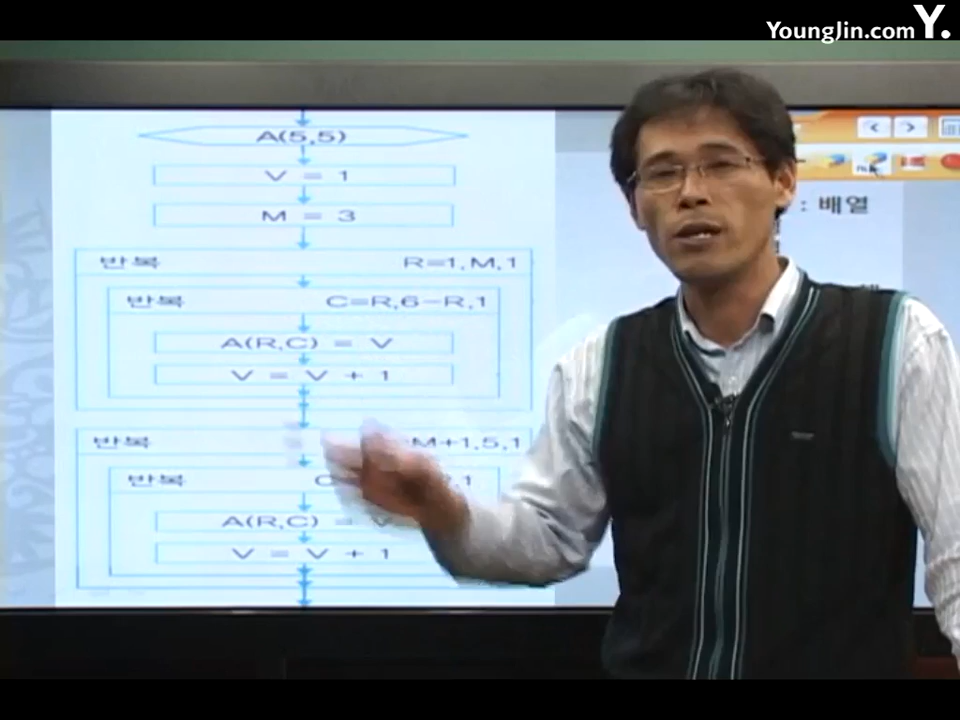 YoungJin.com Y.
A(5,5)
V = 1
M = 3
: 배열
반복 R=1,M,1
반복 C=R,6-R,1
A(R,C) = V
V = V + 1
반복 M+1,5,1
반복 C ,1
A(R,C) = V
V = V + 1